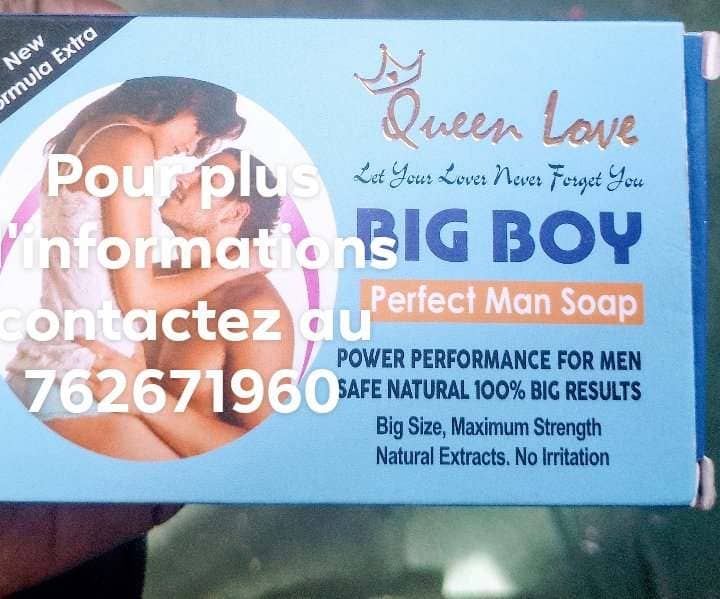 New
ormula Extra
Queen Love
Let Your Lover Never Forget You
BIG BOY
Perfect Man Soap
POWER PERFORMANCE FOR MEN
SAFE NATURAL 100% BIG RESULTS
Big Size, Maximum Strength
Natural Extracts. No Irritation
Pour plus
'informations
contactez au
762671960